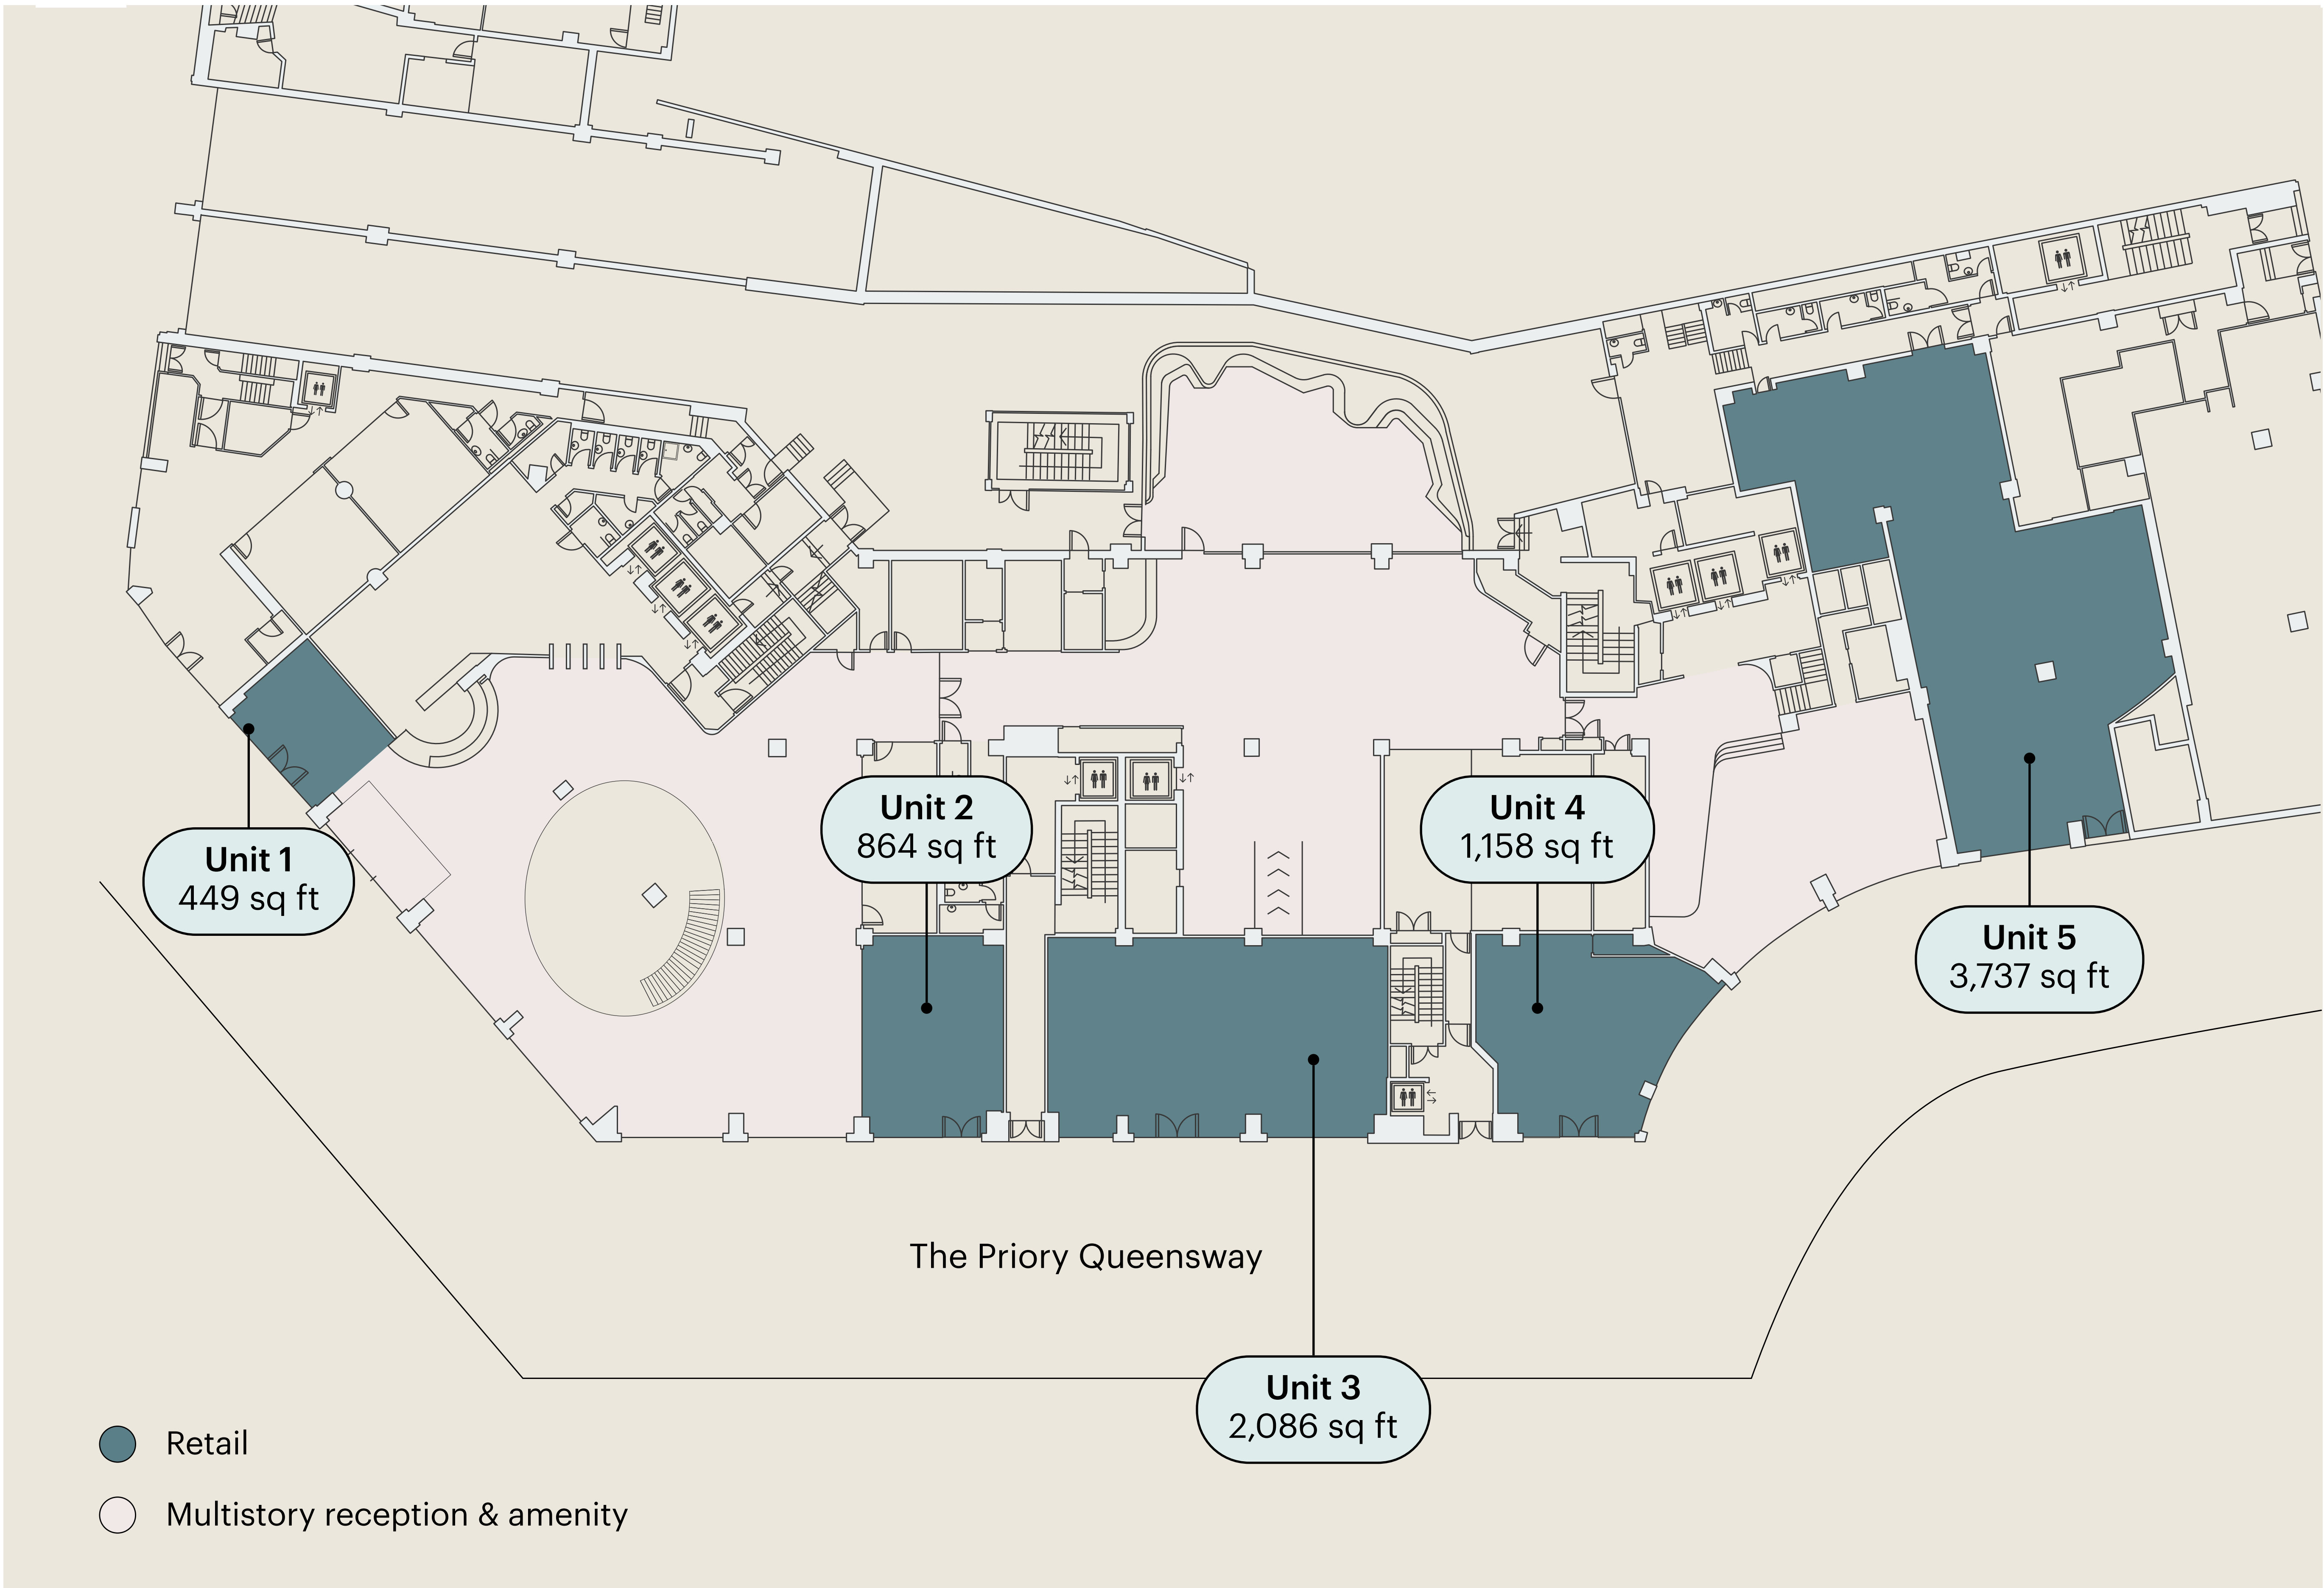 Unit 1
449 sq ft
Unit 2
864 sq ft
Unit 4
1,158 sq ft
Unit 5
3,737 sq ft
The Priory Queensway
Unit 3
2,086 sq ft
Retail
Multistory reception & amenity